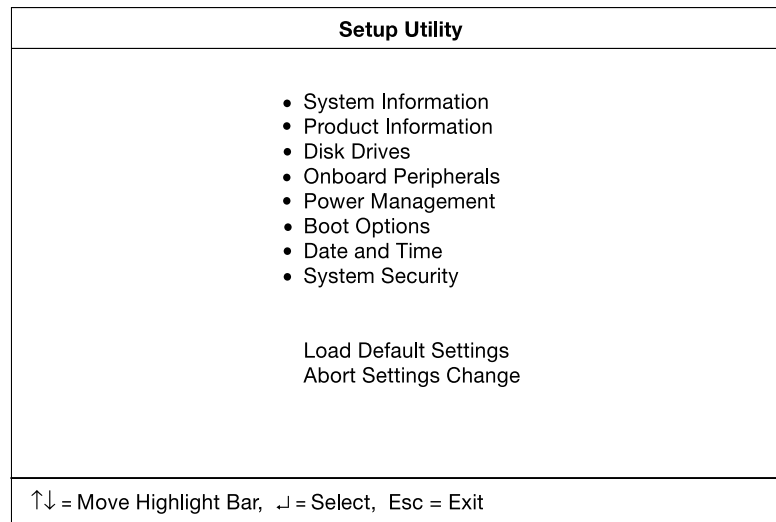 Setup Utility
• System Information
• Product Information
• Disk Drives
• Onboard Peripherals
• Power Management
• Boot Options
• Date and Time
• System Security
Load Default Settings
Abort Settings Change
↑↓ = Move Highlight Bar, ↵ = Select, Esc = Exit